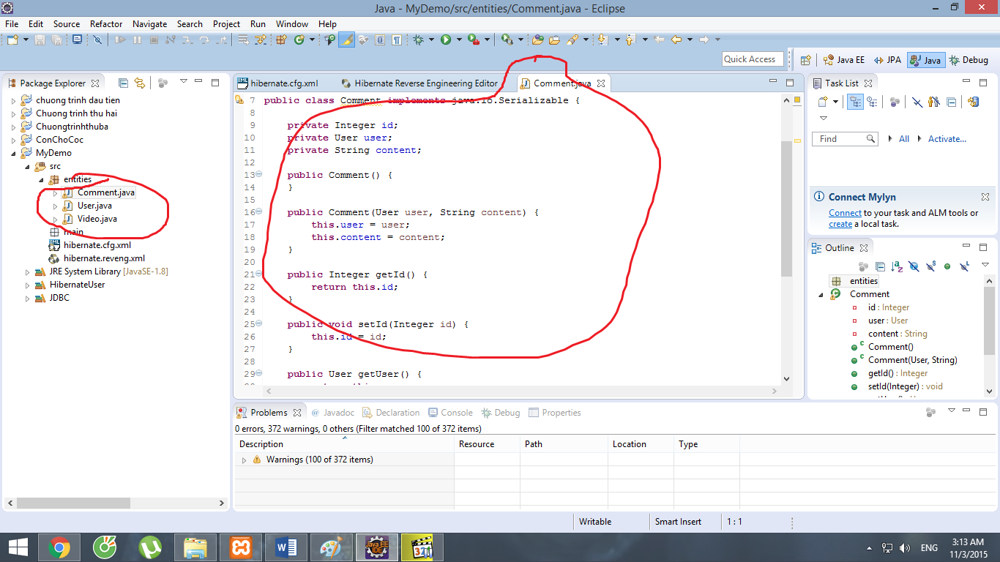 Java - MyDemo/src/entities/Comment.java - Eclipse
File Edit Source Refactor Navigate Search Project Run Window Help
Quick Access
Java EE
JPA
Java
Debug
Package Explorer
chuong trinh dau tien
Chuong trinh thu hai
Chuongtrinhthuba
ConChoCoc
MyDemo
src
entities
Comment.java
User.java
Video.java
main
hibernate.cfg.xml
hibernate.reveng.xml
JRE System Library [JavaSE-1.8]
HibernateUser
JDBC
hibernate.cfg.xml
Hibernate Reverse Engineering Editor
Comment.java
7 public class Comment implements java.io.Serializable {
8
9 private Integer id;
10 private User user;
11 private String content;
12
13 public Comment() {
14 }
15
16 public Comment(User user, String content) {
17 this.user = user;
18 this.content = content;
19 }
20
21 public Integer getId() {
22 return this.id;
23 }
24
25 public void setId(Integer id) {
26 this.id = id;
27 }
28
29 public User getUser() {
Task List
Find
All
Activate...
Connect Mylyn
Connect to your task and ALM tools or
create a local task.
Outline
entities
Comment
id : Integer
user : User
content : String
Comment()
Comment(User, String)
getId() : Integer
setId(Integer) : void
Problems
@ Javadoc
Declaration
Console
Debug
Properties
0 errors, 372 warnings, 0 others (Filter matched 100 of 372 items)
Description Resource Path Location Type
Warnings (100 of 372 items)
Writable
Smart Insert
1 : 1
Java EE
IDE
32
ENG
3:13 AM
11/3/2015